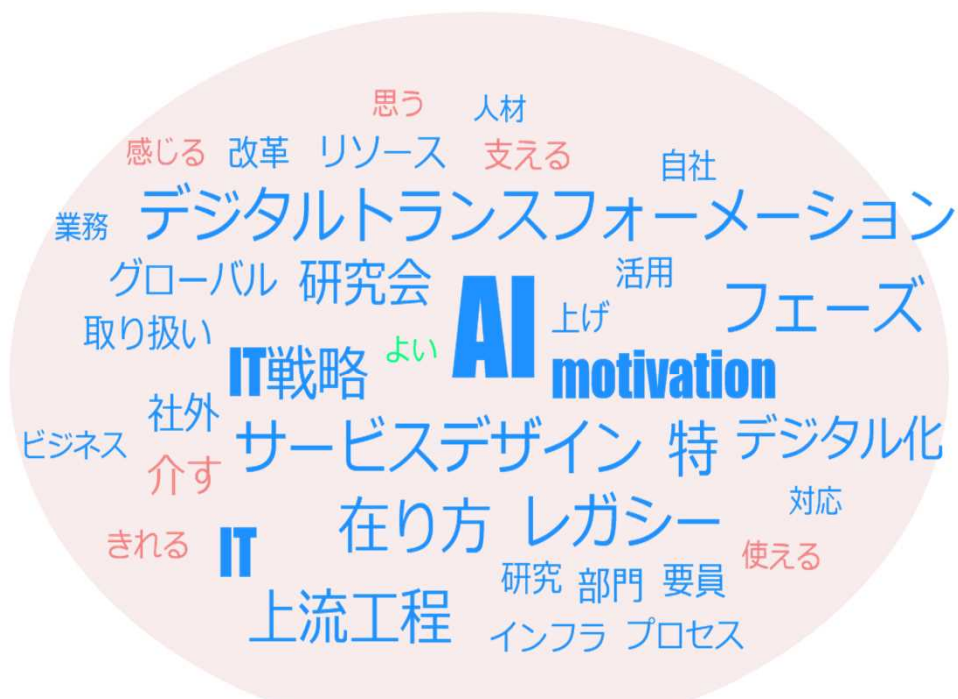 思う 人材
感じる 改革 リソース 支える 自社
業務 デジタルトランスフォーメーション
グローバル 研究会 AI 活用 フェーズ
取り扱い 上げ
IT戦略 よい motivation
社外 サービスデザイン 特 デジタル化
ビジネス 介す
在り方 レガシー 対応
きれる IT 使える
研究 部門 要員
上流工程 インフラ プロセス